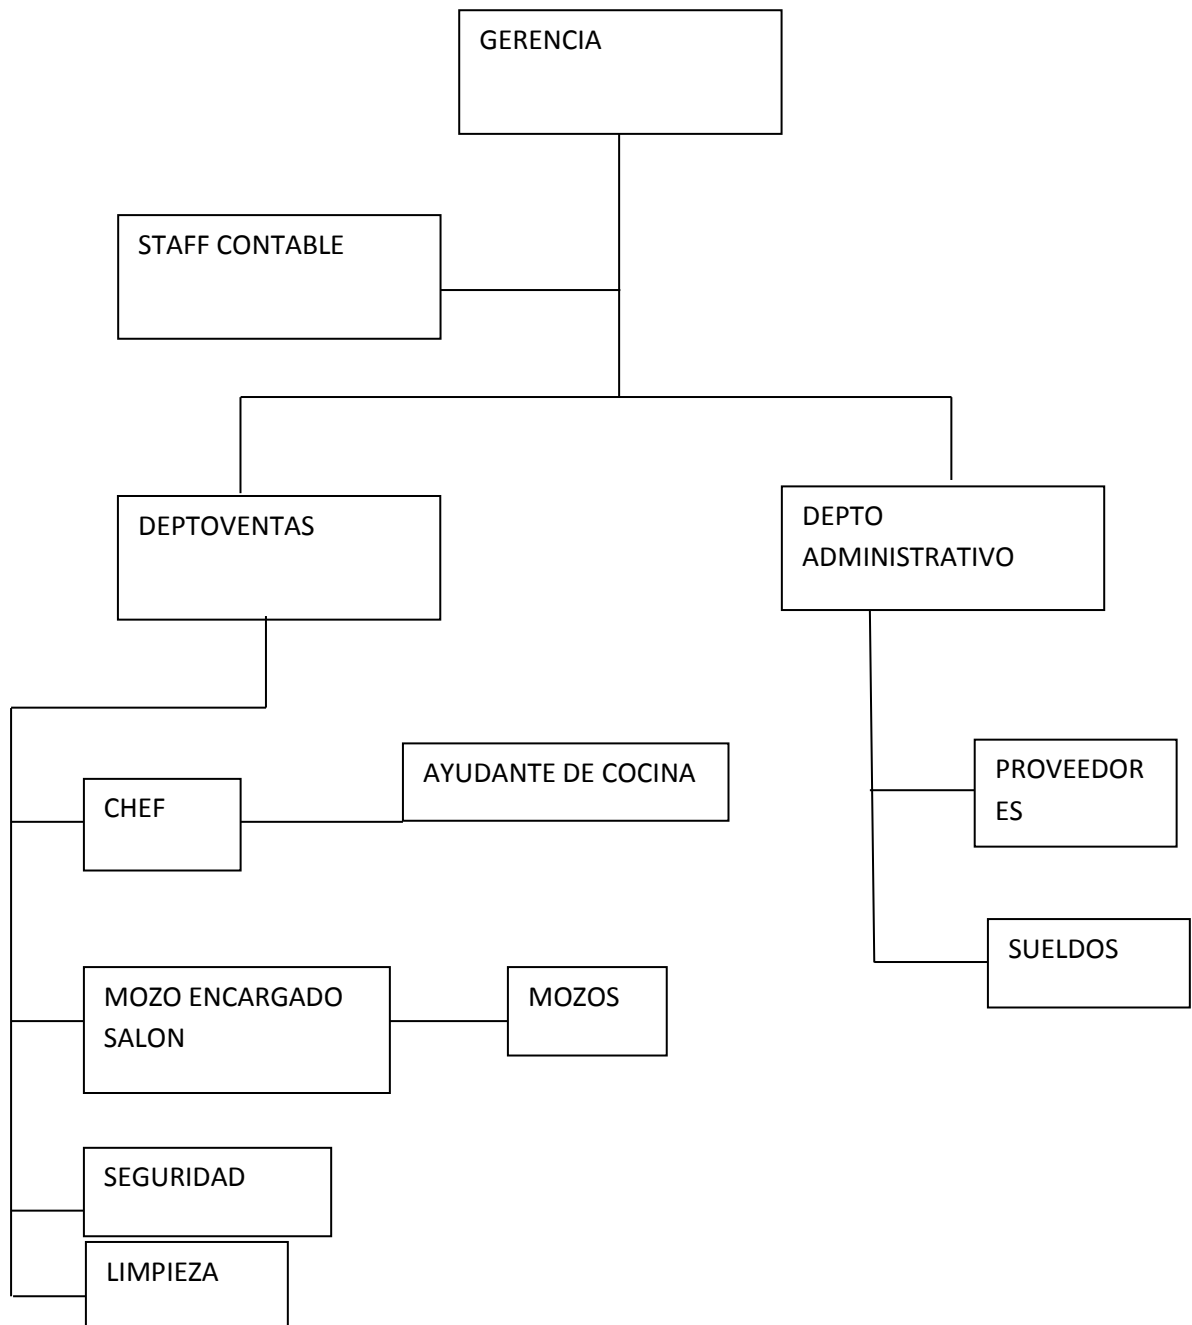 GERENCIA
STAFF CONTABLE
DEPTOVENTAS
DEPTO
ADMINISTRATIVO
AYUDANTE DE COCINA
PROVEEDOR
ES
CHEF
SUELDOS
MOZO ENCARGADO
SALON
MOZOS
SEGURIDAD
LIMPIEZA